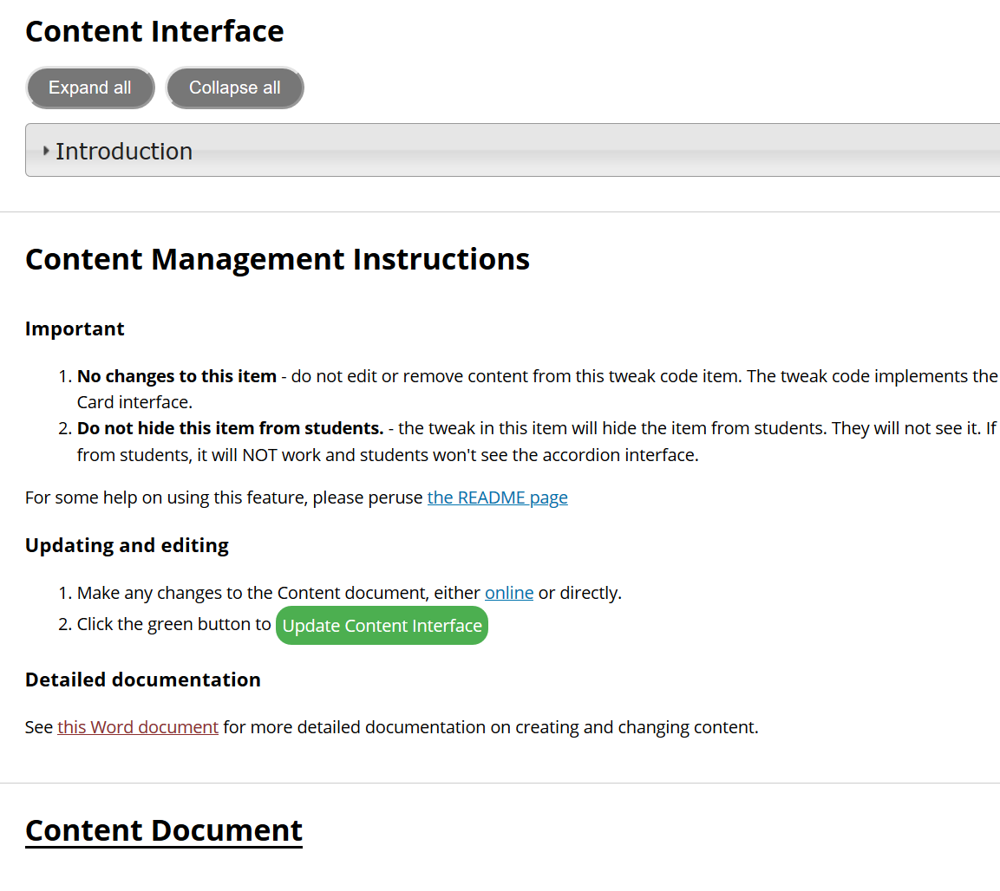 Content Interface
Expand all Collapse all
Introduction
Content Management Instructions
Important
1. No changes to this item - do not edit or remove content from this tweak code item. The tweak code implements the
Card interface.
2. Do not hide this item from students. - the tweak in this item will hide the item from students. They will not see it. If
from students, it will NOT work and students won't see the accordion interface.
For some help on using this feature, please peruse the README page
Updating and editing
1. Make any changes to the Content document, either online or directly.
2. Click the green button to Update Content Interface
Detailed documentation
See this Word document for more detailed documentation on creating and changing content.
Content Document